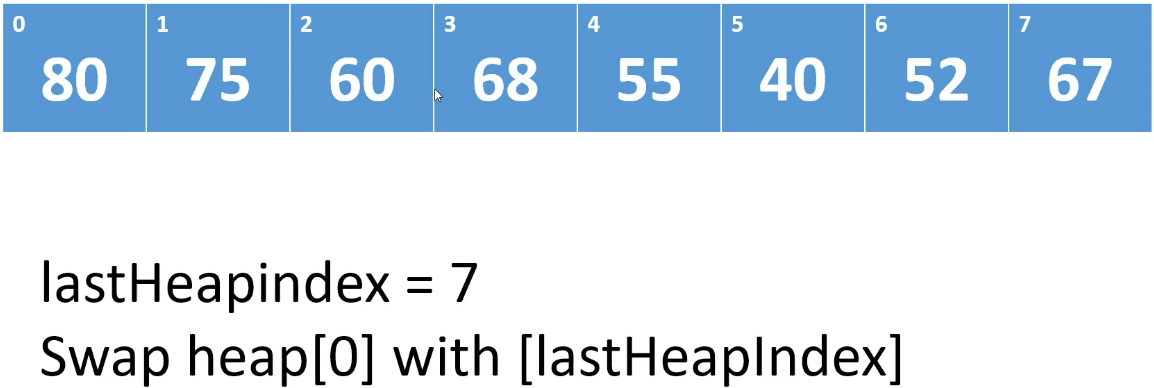 0 1 2 3 4 5 6 7
80 75 60 68 55 40 52 67
lastHeapindex = 7
Swap heap[0] with [lastHeapIndex]